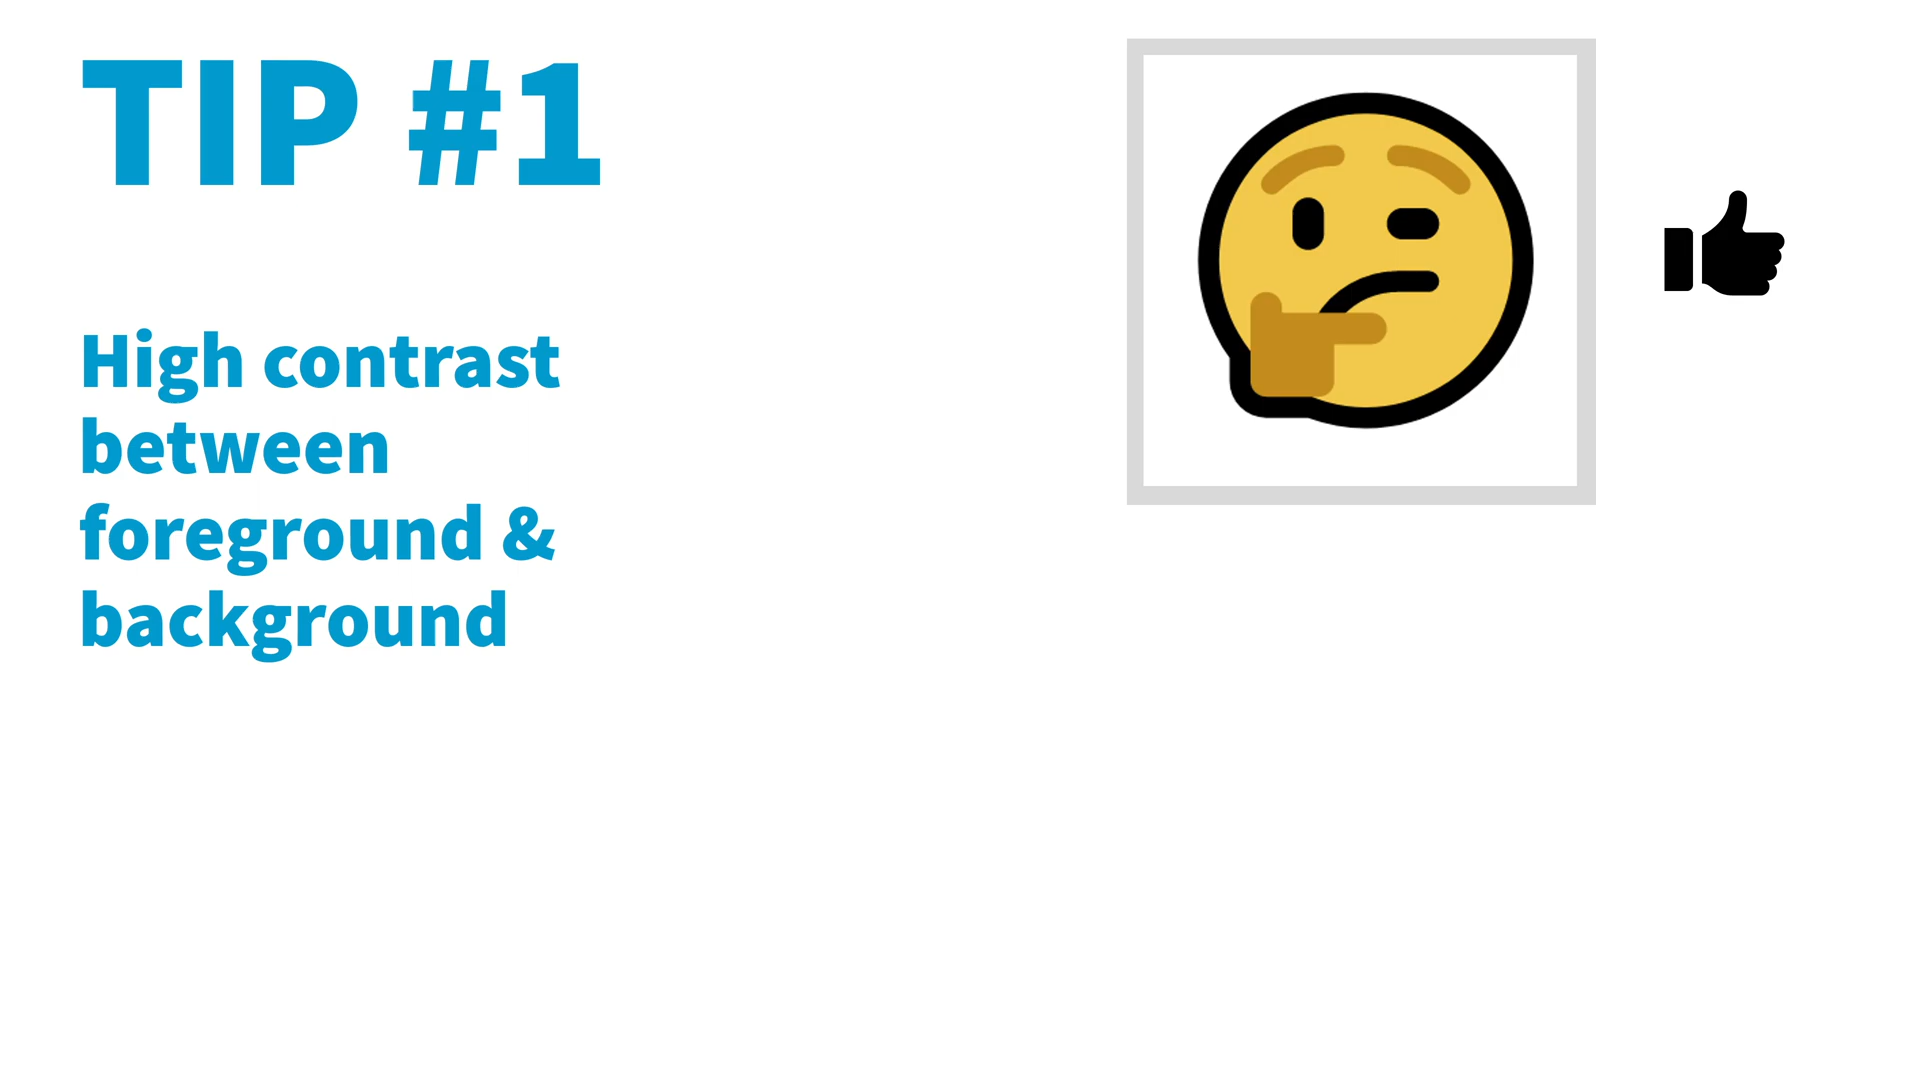 TIP #1
High contrast
between
foreground &
background